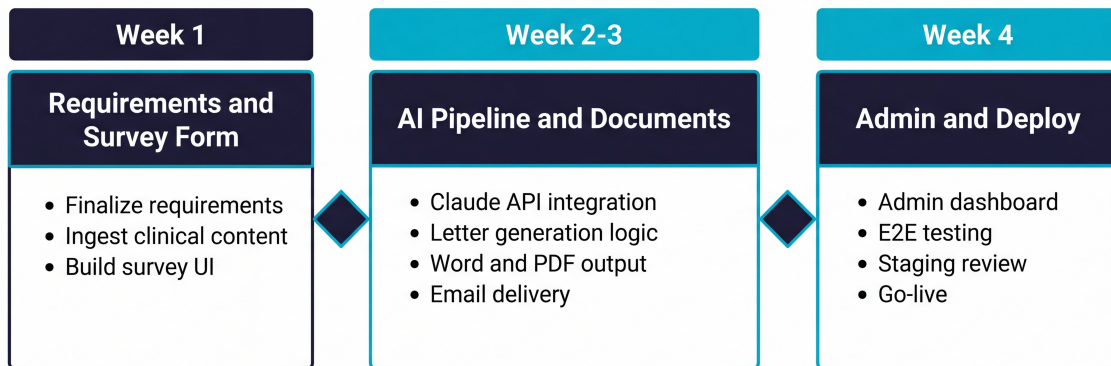 Week 1
Requirements and
Survey Form
• Finalize requirements
• Ingest clinical content
• Build survey UI
Week 2-3
AI Pipeline and Documents
• Claude API integration
• Letter generation logic
• Word and PDF output
• Email delivery
Week 4
Admin and Deploy
• Admin dashboard
• E2E testing
• Staging review
• Go-live